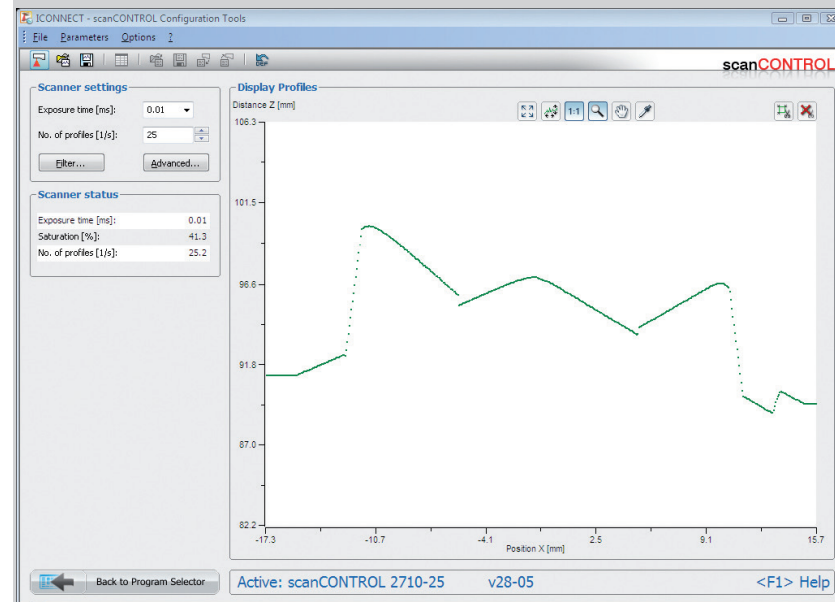 ICONNECT - scanCONTROL Configuration Tools
File Parameters Options ?
scanCONTROL
Scanner settings
Exposure time [ms]: 0.01
No. of profiles [1/s]: 25
Filter... Advanced...
Scanner status
Exposure time [ms]: 0.01
Saturation [%]: 41.3
No. of profiles [1/s]: 25.2
Display Profiles
Distance Z [mm]
1:1
106.3
101.5
96.6
91.8
87.0
82.2
-17.3 -10.7 -4.1 2.5 9.1 15.7
Position X [mm]
Back to Program Selector
Active: scanCONTROL 2710-25 v28-05 <F1> Help